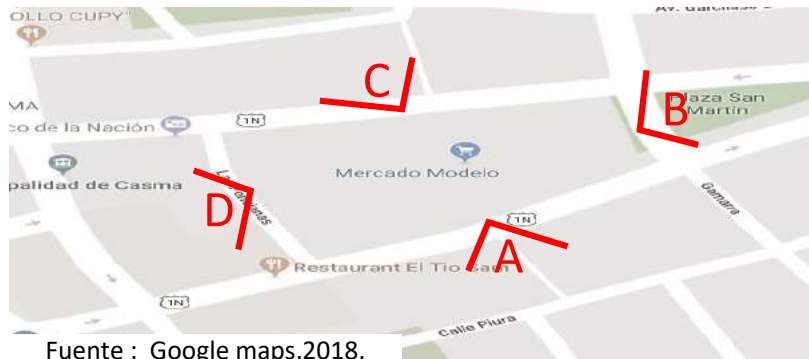 OLLO CUPY"
Av. Garcilaso
C
MA
Plaza San
Martín
B
co de la Nación
1N
Mercado Modelo
palidad de Casma
D
Gamarra
1N
A
Restaurant El Tio Sam
1N
Calle Piura
Fuente : Google maps.2018.